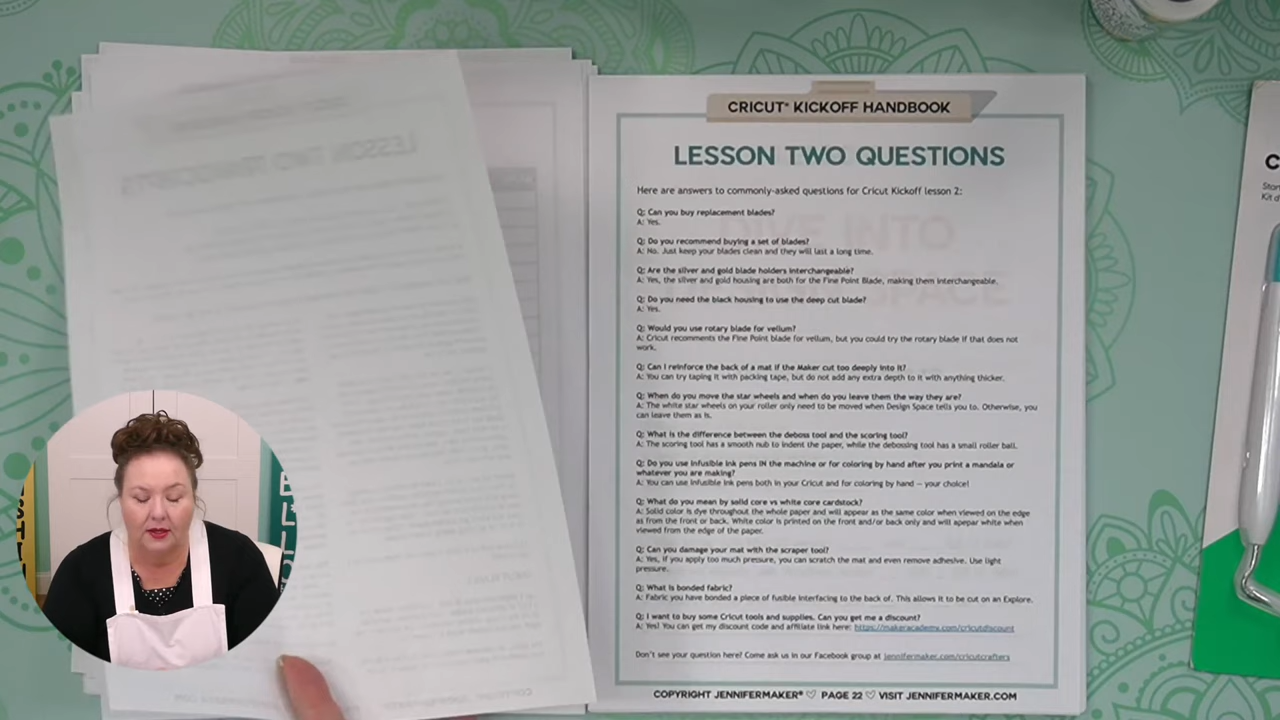 CRICUT® KICKOFF HANDBOOK
LESSON TWO QUESTIONS
Here are answers to commonly-asked questions for Cricut Kickoff lesson 2:
Q: Can you buy replacement blades?
A: Yes.
Q: Do you recommend buying a set of blades?
A: No. Just keep your blades clean and they will last a long time.
Q: Are the silver and gold blade holders interchangeable?
A: Yes, the silver and gold housing are both for the Fine Point Blade, making them interchangeable.
Q: Do you need the black housing to use the deep cut blade?
A: Yes.
Q: Would you use rotary blade for vellum?
A: Cricut recomments the Fine Point blade for vellum, but you could try the rotary blade if that does not
work.
Q: Can I reinforce the back of a mat if the Maker cut too deeply into it?
A: You can try taping it with packing tape, but do not add any extra depth to it with anything thicker.
Q: When do you move the star wheels and when do you leave them the way they are?
A: The white star wheels on your roller only need to be moved when Design Space tells you to. Otherwise, you
can leave them as is.
Q: What is the difference between the deboss tool and the scoring tool?
A: The scoring tool has a smooth nub to indent the paper, while the debossing tool has a small roller ball.
Q: Do you use Infusible Ink pens IN the machine or for coloring by hand after you print a mandala or
whatever you are making?
A: You can use Infusible Ink pens both in your Cricut and for coloring by hand — your choice!
Q: What do you mean by solid core vs white core cardstock?
A: Solid color is dye throughout the whole paper and will appear as the same color when viewed on the edge
as from the front or back. White color is printed on the front and/or back only and will apepar white when
viewed from the edge of the paper.
Q: Can you damage your mat with the scraper tool?
A: Yes, if you apply too much pressure, you can scratch the mat and even remove adhesive. Use light
pressure.
Q: What is bonded fabric?
A: Fabric you have bonded a piece of fusible interfacing to the back of. This allows it to be cut on an Explore.
Q: I want to buy some Cricut tools and supplies. Can you get me a discount?
A: Yes! You can get my discount code and affiliate link here: https://makeracademy.com/cricutdiscount
Don't see your question here? Come ask us in our Facebook group at jennifermaker.com/cricutcrafters
COPYRIGHT JENNIFERMAKER® ♡ PAGE 22 ♡ VISIT JENNIFERMAKER.COM